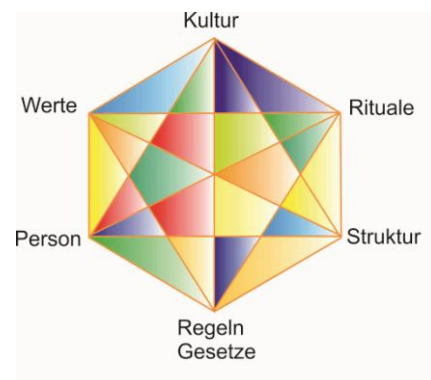 Kultur
Werte
Rituale
Person
Struktur
Regeln
Gesetze